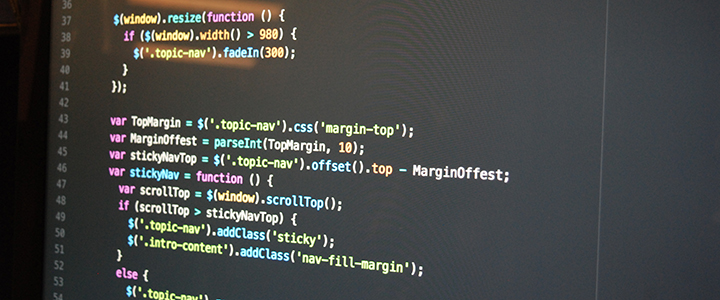 36
37 $(window).resize(function () {
38 if ($(window).width() > 980) {
39 $('.topic-nav').fadeIn(300);
40 }
41 });
42
43 var TopMargin = $('.topic-nav').css('margin-top');
44 var MarginOffest = parseInt(TopMargin, 10);
45 var stickyNavTop = $('.topic-nav').offset().top - MarginOffest;
46 var stickyNav = function () {
47 var scrollTop = $(window).scrollTop();
48 if (scrollTop > stickyNavTop) {
49 $('.topic-nav').addClass('sticky');
50 $('.intro-content').addClass('nav-fill-margin');
51 }
52 else {
53 $('.topic-nav')
54